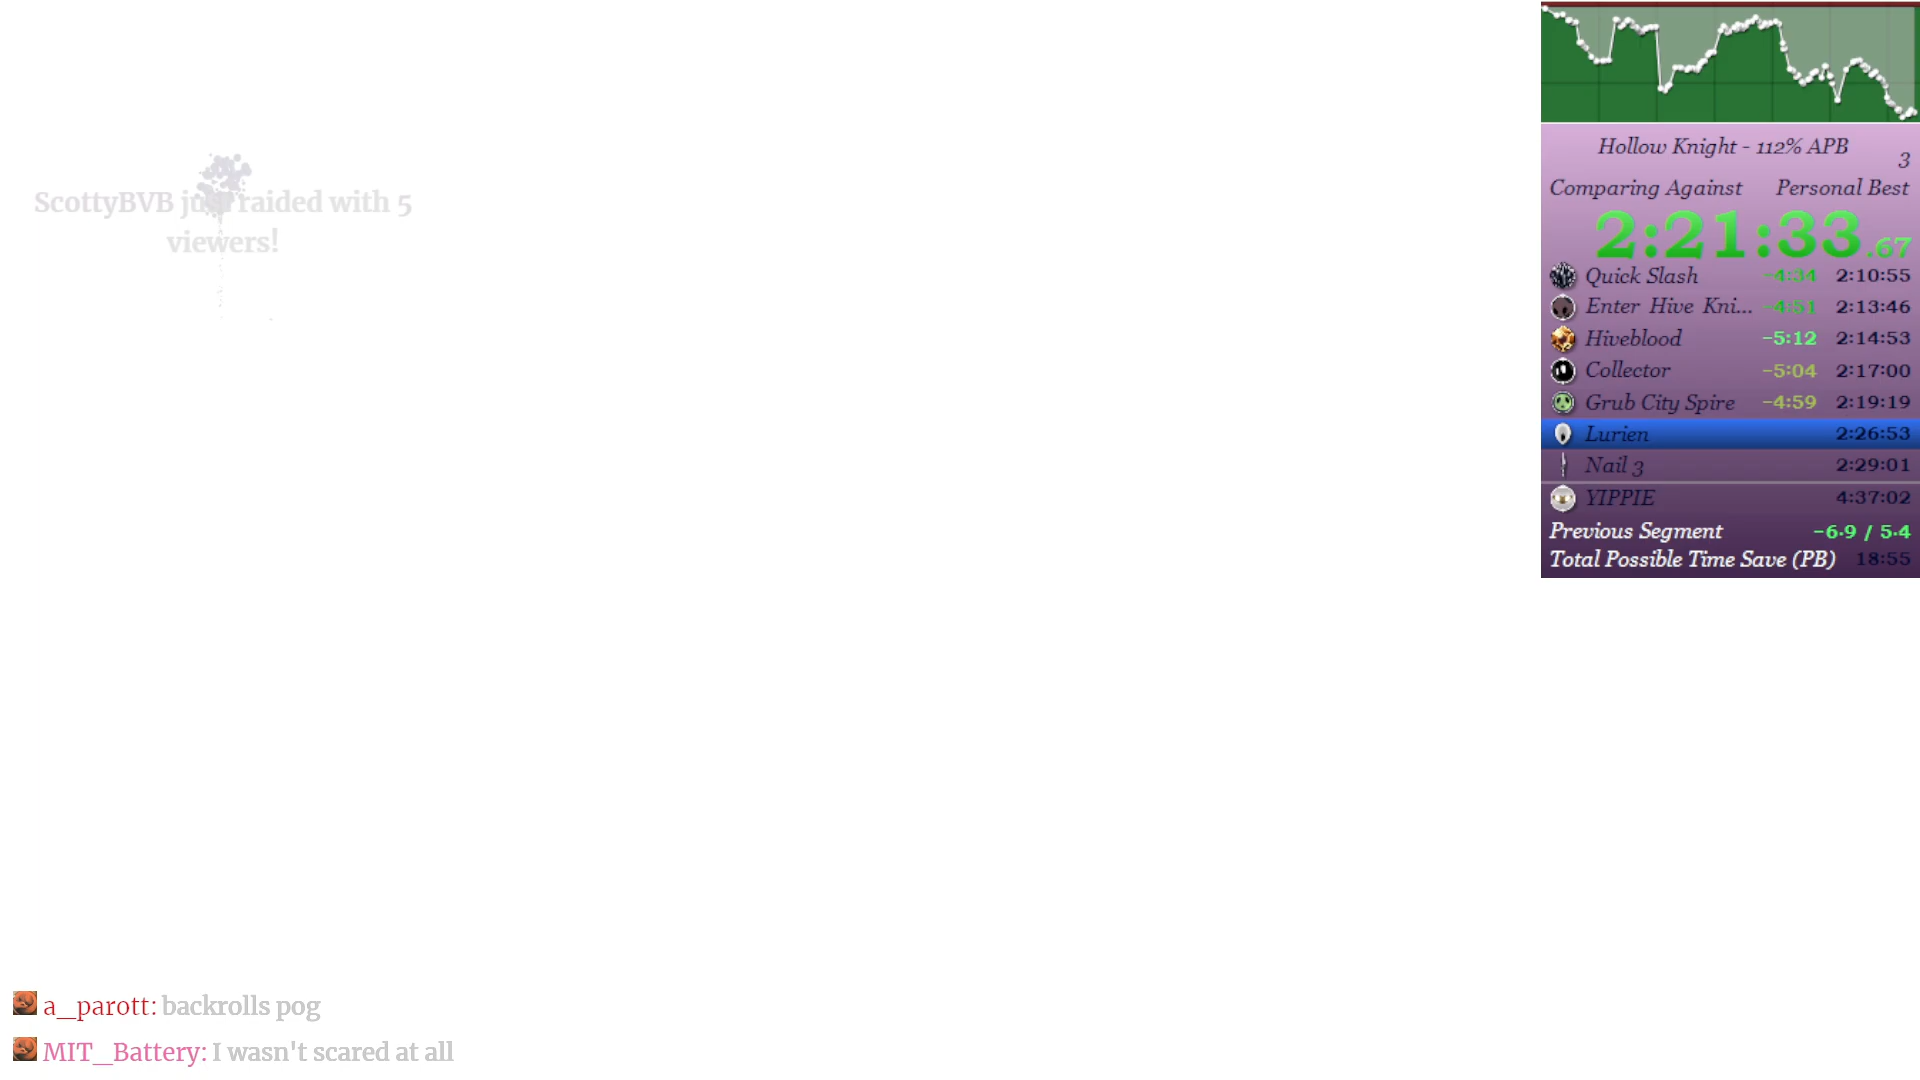 ScottyBVB just raided with 5
viewers!
Hollow Knight - 112% APB
3
Comparing Against Personal Best
2:21:33.67
Quick Slash -4:34 2:10:55
Enter Hive Kni... -4:51 2:13:46
Hiveblood -5:12 2:14:53
Collector -5:04 2:17:00
Grub City Spire -4:59 2:19:19
Lurien 2:26:53
Nail 3 2:29:01
YIPPIE 4:37:02
Previous Segment -6.9 / 5.4
Total Possible Time Save (PB) 18:55
a_parott: backrolls pog
MIT_Battery: I wasn't scared at all